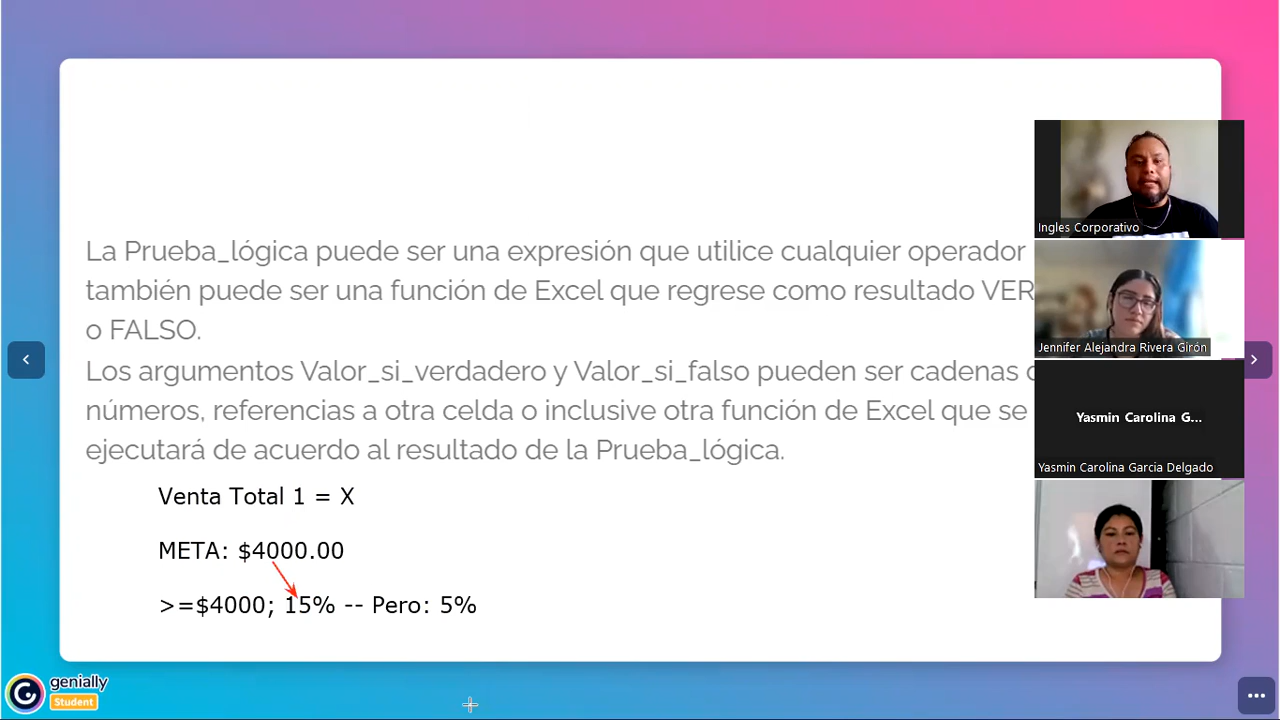 La Prueba_lógica puede ser una expresión que utilice cualquier operador
también puede ser una función de Excel que regrese como resultado VER
o FALSO.
Los argumentos Valor_si_verdadero y Valor_si_falso pueden ser cadenas
números, referencias a otra celda o inclusive otra función de Excel que se
ejecutará de acuerdo al resultado de la Prueba_lógica.
Venta Total 1 = X
META: $4000.00
>=$4000; 15% -- Pero: 5%
Ingles Corporativo
Jennifer Alejandra Rivera Girón
Yasmin Carolina G...
Yasmin Carolina Garcia Delgado
genially
Student